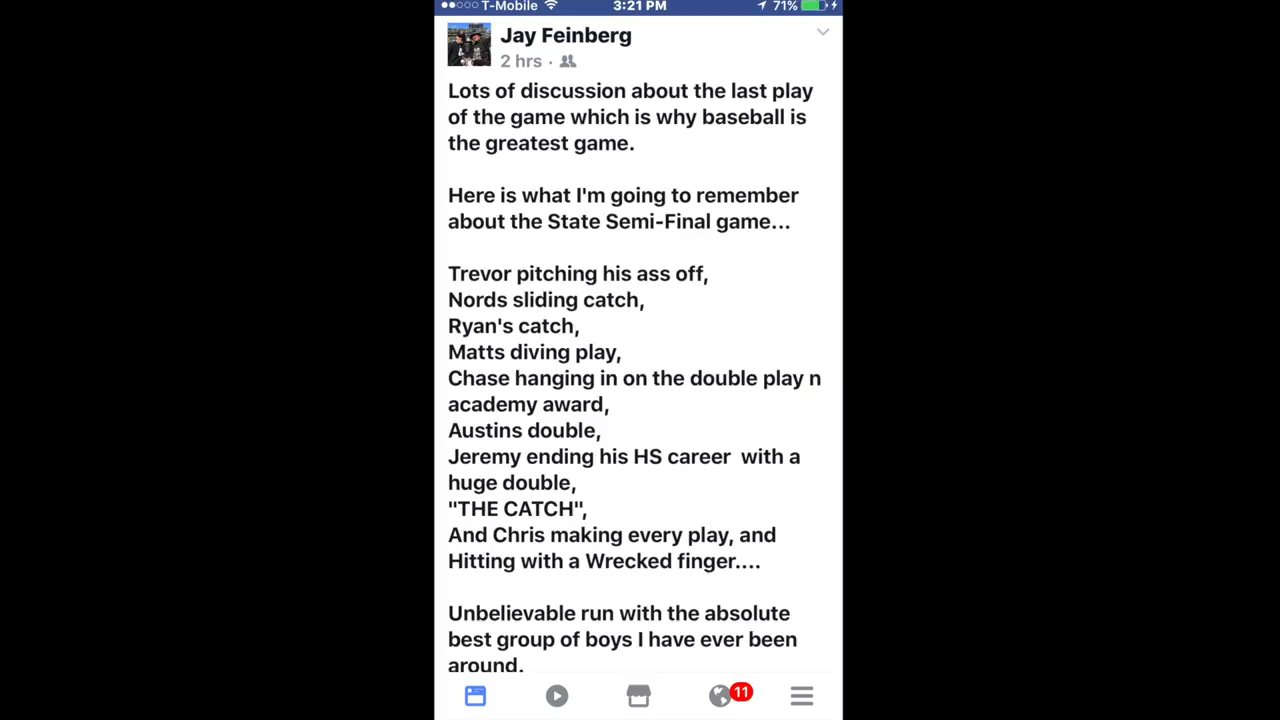 T-Mobile 3:21 PM 71%
Jay Feinberg
2 hrs ·
Lots of discussion about the last play
of the game which is why baseball is
the greatest game.
Here is what I'm going to remember
about the State Semi-Final game...
Trevor pitching his ass off,
Nords sliding catch,
Ryan's catch,
Matts diving play,
Chase hanging in on the double play n
academy award,
Austins double,
Jeremy ending his HS career  with a
huge double,
"THE CATCH",
And Chris making every play, and
Hitting with a Wrecked finger....
Unbelievable run with the absolute
best group of boys I have ever been
around.
11